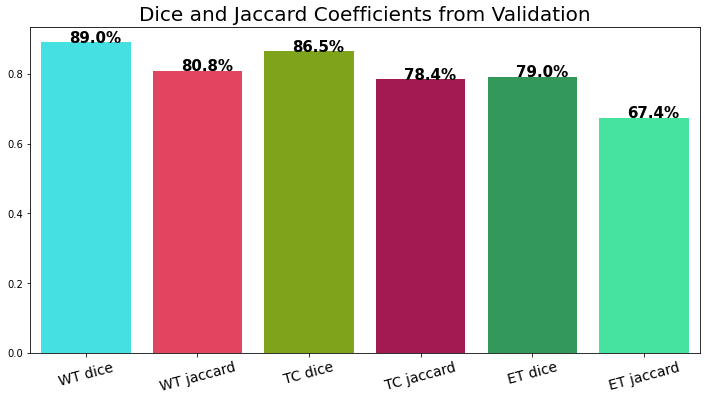 Dice and Jaccard Coefficients from Validation
89.0%
80.8%
86.5%
78.4%
79.0%
67.4%
0.8
0.6
0.4
0.2
0.0
WT dice
WT jaccard
TC dice
TC jaccard
ET dice
ET jaccard